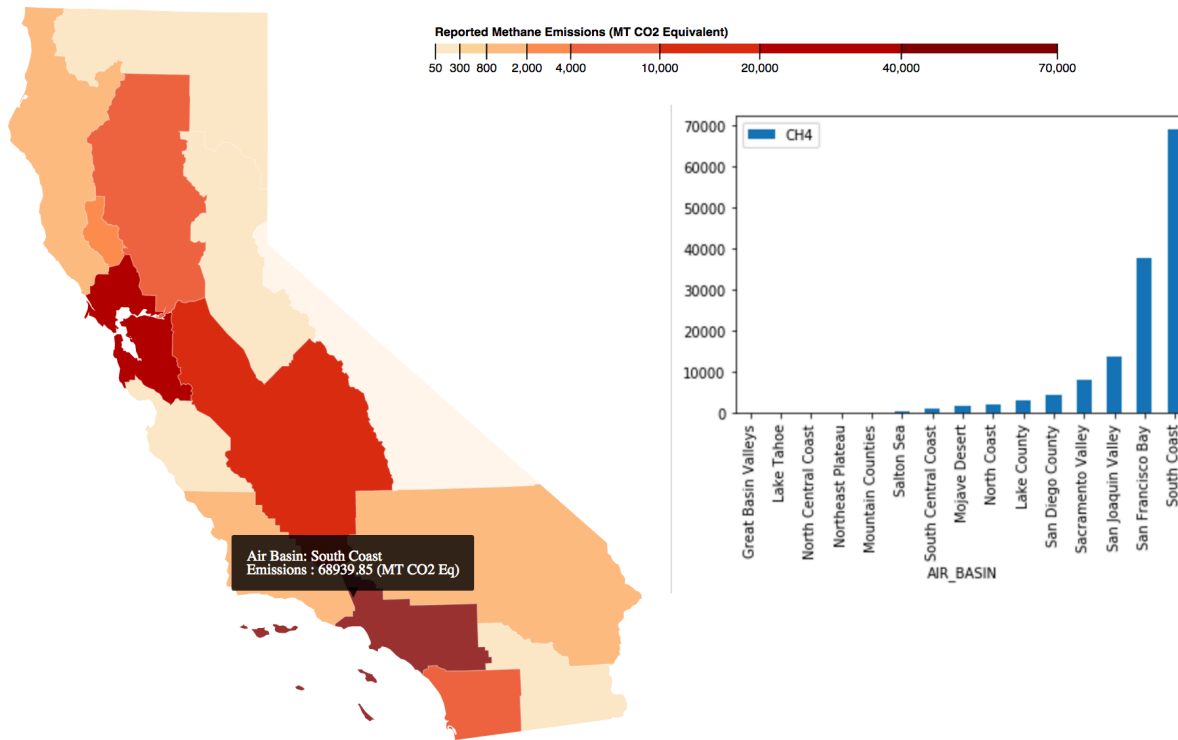 Reported Methane Emissions (MT CO2 Equivalent)
50 300 800 2,000 4,000 10,000 20,000 40,000 70,000
CH4
70000
60000
50000
40000
30000
20000
10000
0
Great Basin Valleys
Lake Tahoe
North Central Coast
Northeast Plateau
Mountain Counties
Salton Sea
South Central Coast
Mojave Desert
North Coast
Lake County
San Diego County
Sacramento Valley
San Joaquin Valley
San Francisco Bay
South Coast
AIR_BASIN
Air Basin: South Coast
Emissions : 68939.85 (MT CO2 Eq)